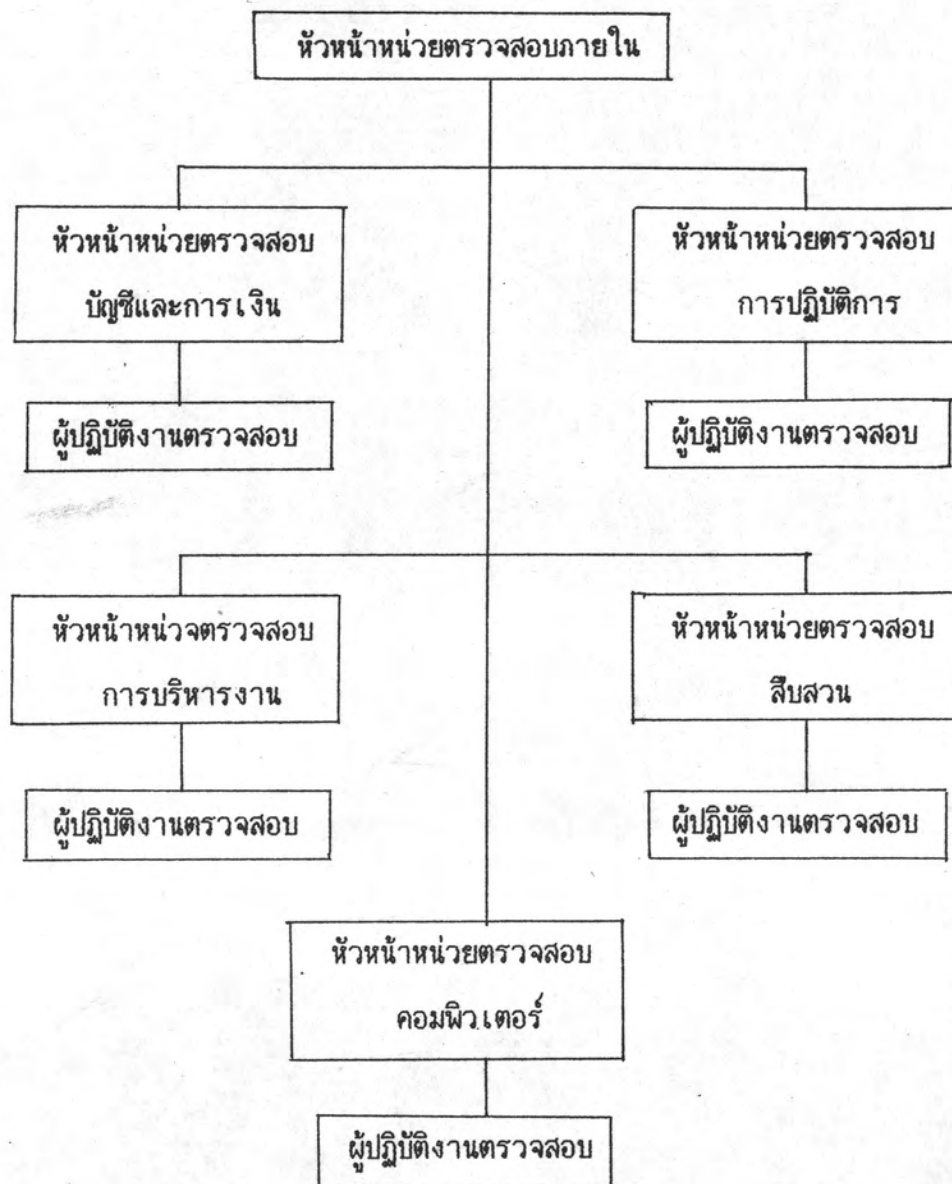 หัวหน้าหน่วยตรวจสอบภายใน
หัวหน้าหน่วยตรวจสอบ
บัญชีและการเงิน
หัวหน้าหน่วยตรวจสอบ
การปฏิบัติการ
ผู้ปฏิบัติงานตรวจสอบ
ผู้ปฏิบัติงานตรวจสอบ
หัวหน้าหน่วจตรวจสอบ
การบริหารงาน
หัวหน้าหน่วยตรวจสอบ
สืบสวน
ผู้ปฏิบัติงานตรวจสอบ
ผู้ปฏิบัติงานตรวจสอบ
หัวหน้าหน่วยตรวจสอบ
คอมพิวเตอร์
ผู้ปฏิบัติงานตรวจสอบ